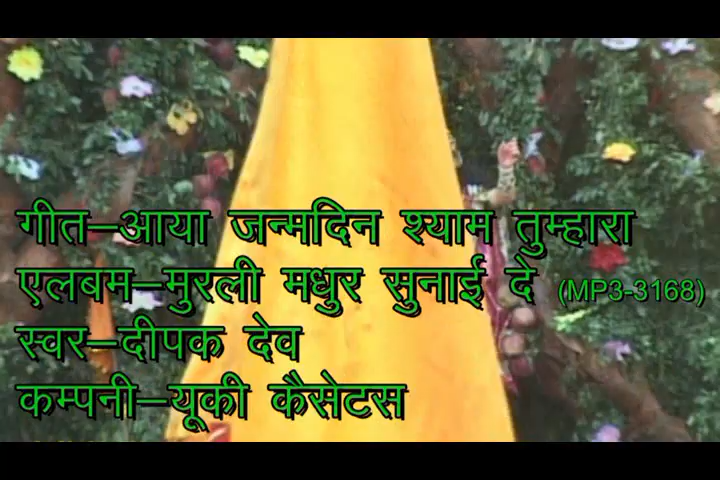 गीत–आया जन्मदिन श्याम तुम्हारा
एलबम–मुरली मधुर सुनाई दे (MP3-3168)
स्वर–दीपक देव
कम्पनी–यूकी कैसेटस